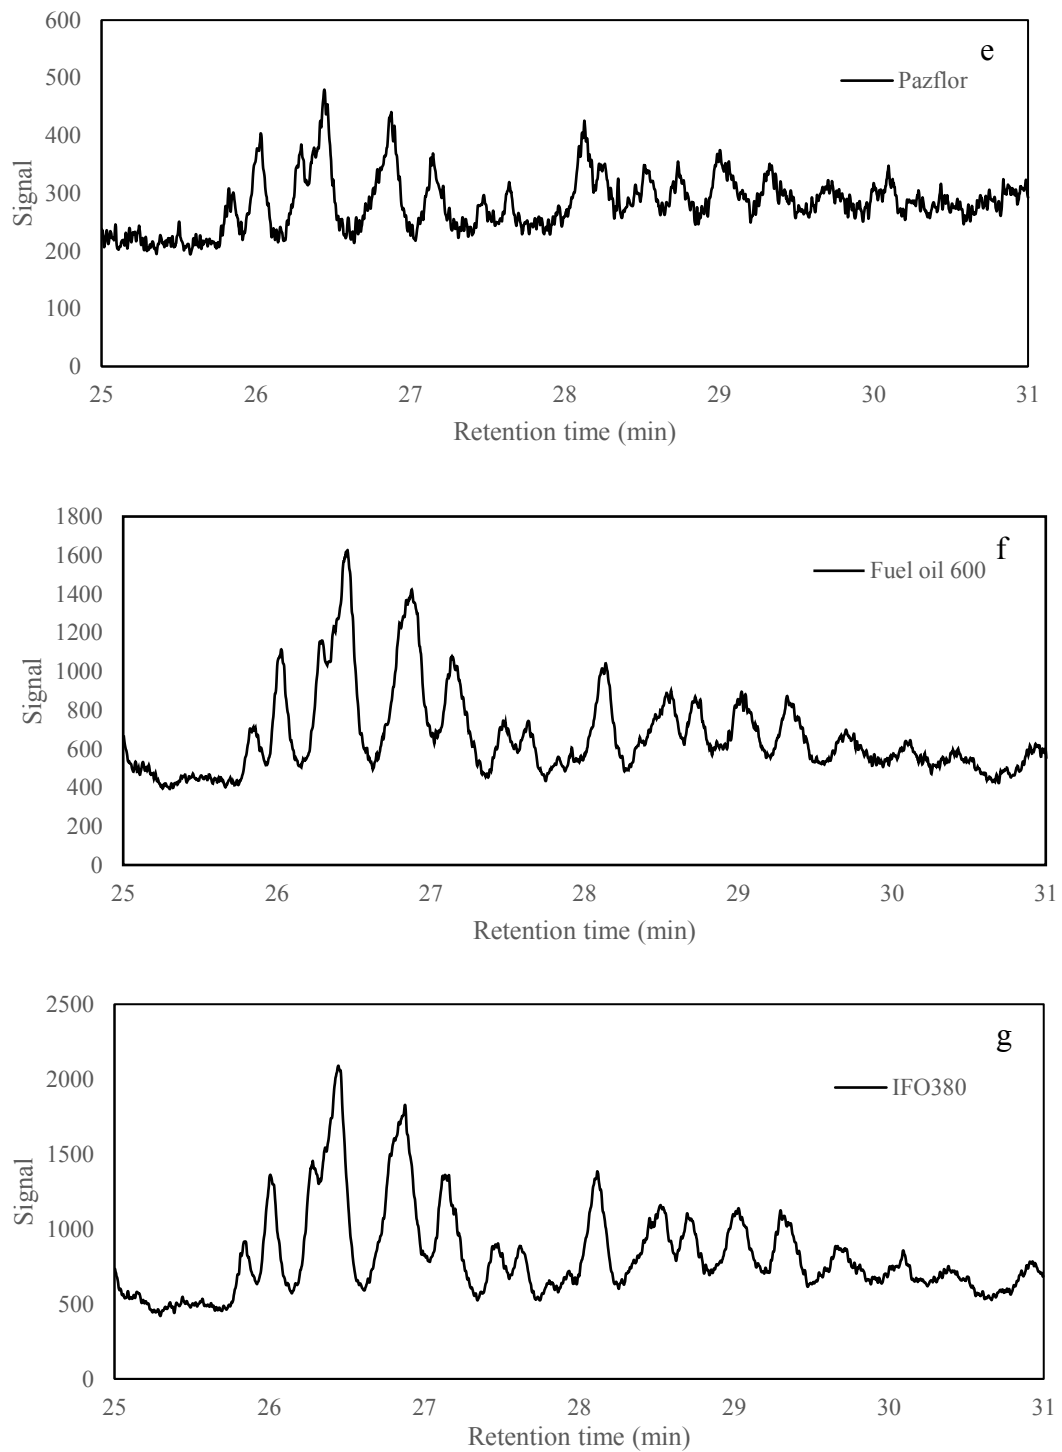 600
e
500
Pazflor
400
Signal
300
200
100
0
25 26 27 28 29 30 31
Retention time (min)
1800
f
1600
Fuel oil 600
1400
1200
1000
Signal
800
600
400
200
0
25 26 27 28 29 30 31
Retention time (min)
2500
g
2000
IFO380
1500
Signal
1000
500
0
25 26 27 28 29 30 31
Retention time (min)